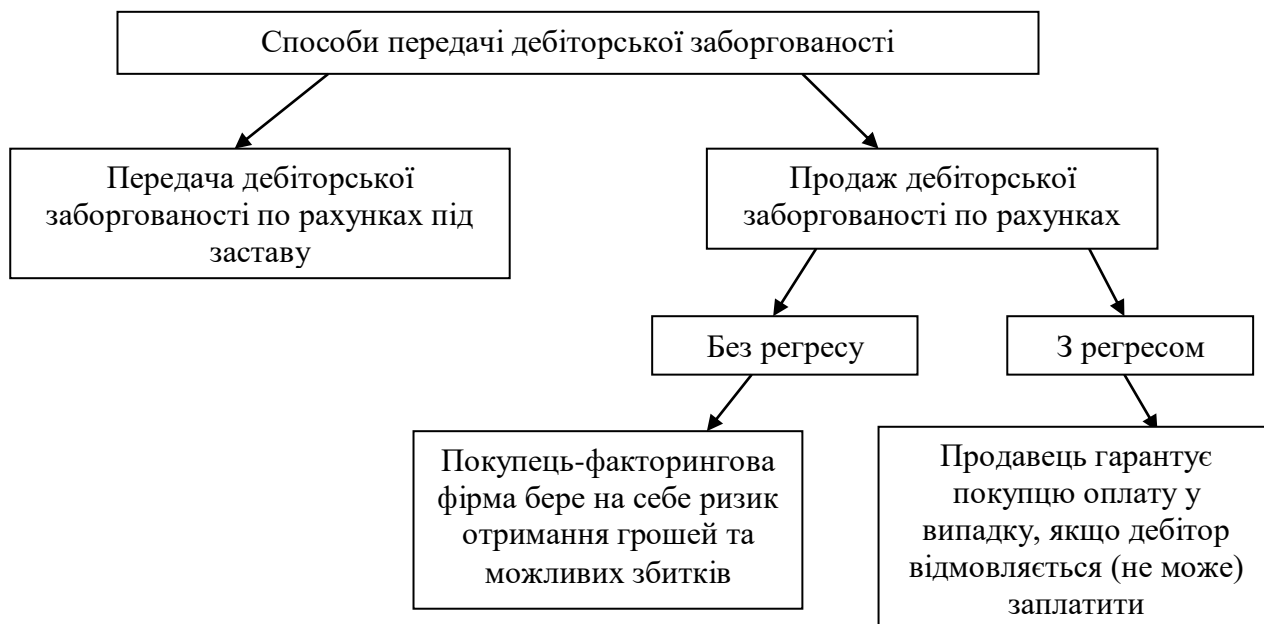 Способи передачі дебіторської заборгованості
Передача дебіторської
заборгованості по рахунках під
заставу
Продаж дебіторської
заборгованості по рахунках
Без регресу
З регресом
Покупець-факторингова
фірма бере на себе ризик
отримання грошей та
можливих збитків
Продавець гарантує
покупцю оплату у
випадку, якщо дебітор
відмовляється (не може)
заплатити